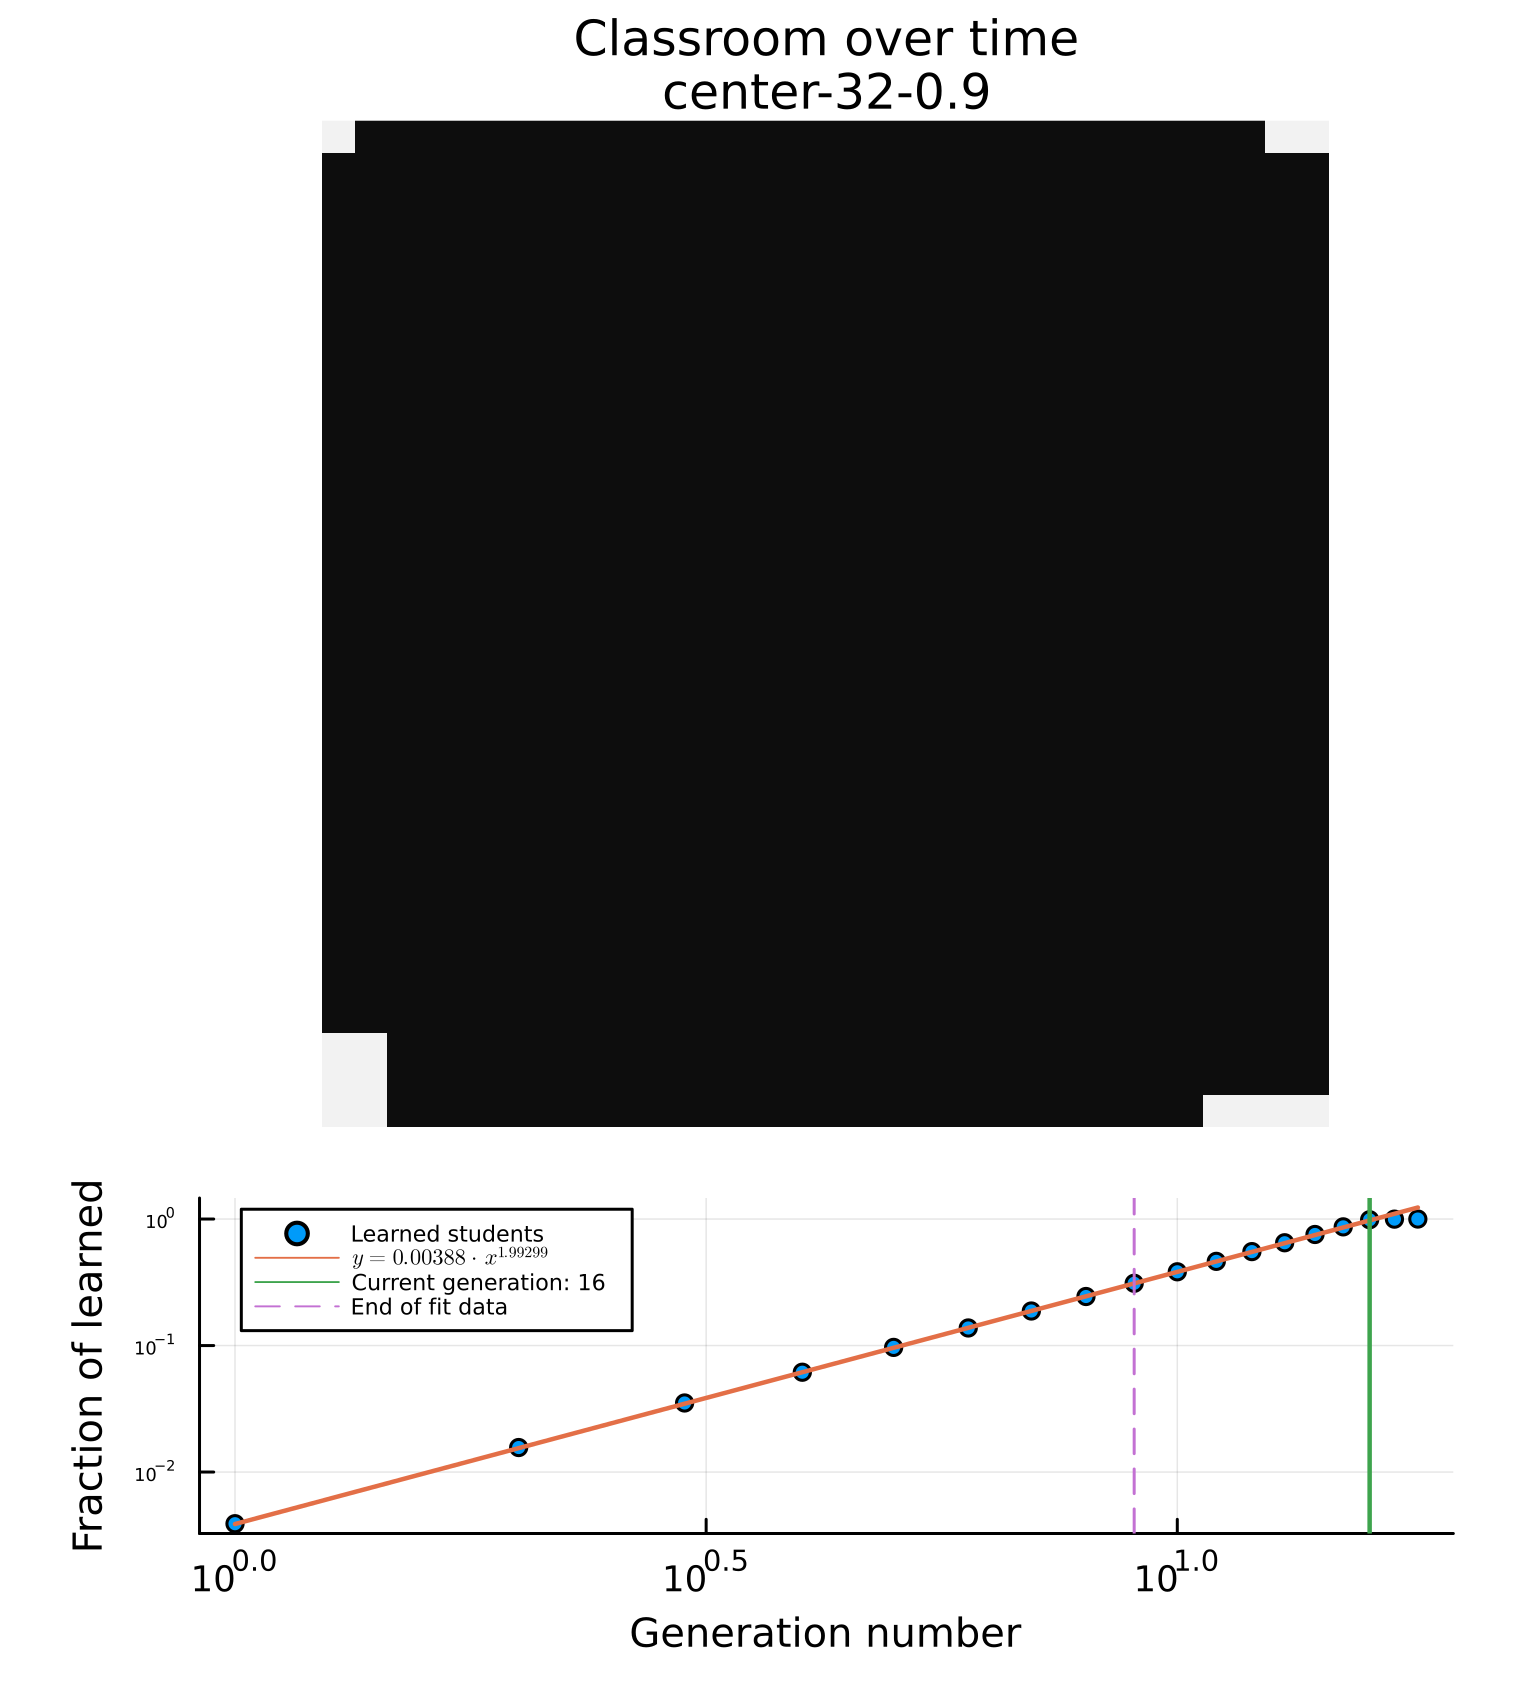 Classroom over time
center-32-0.9
Fraction of learned
10^0
10^-1
10^-2
Learned students
y = 0.00388 · x^1.99299
Current generation: 16
End of fit data
10^0.0 10^0.5 10^1.0
Generation number